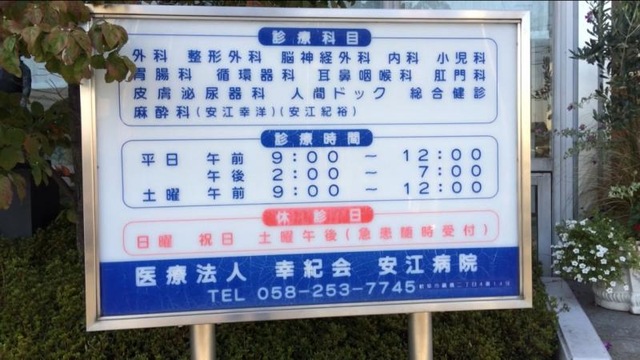 診療科目
外科 整形外科 脳神経外科 内科 小児科
胃腸科 循環器科 耳鼻咽喉科 肛門科
皮膚泌尿器科 人間ドック 総合健診
麻酔科(安江幸洋)(安江紀裕)
診療時間
平日 午前 9:00 〜 12:00
午後 2:00 〜 7:00
土曜 午前 9:00 〜 12:00
休診日
日曜 祝日 土曜午後(急患随時受付)
医療法人 幸紀会 安江病院
TEL 058-253-7745